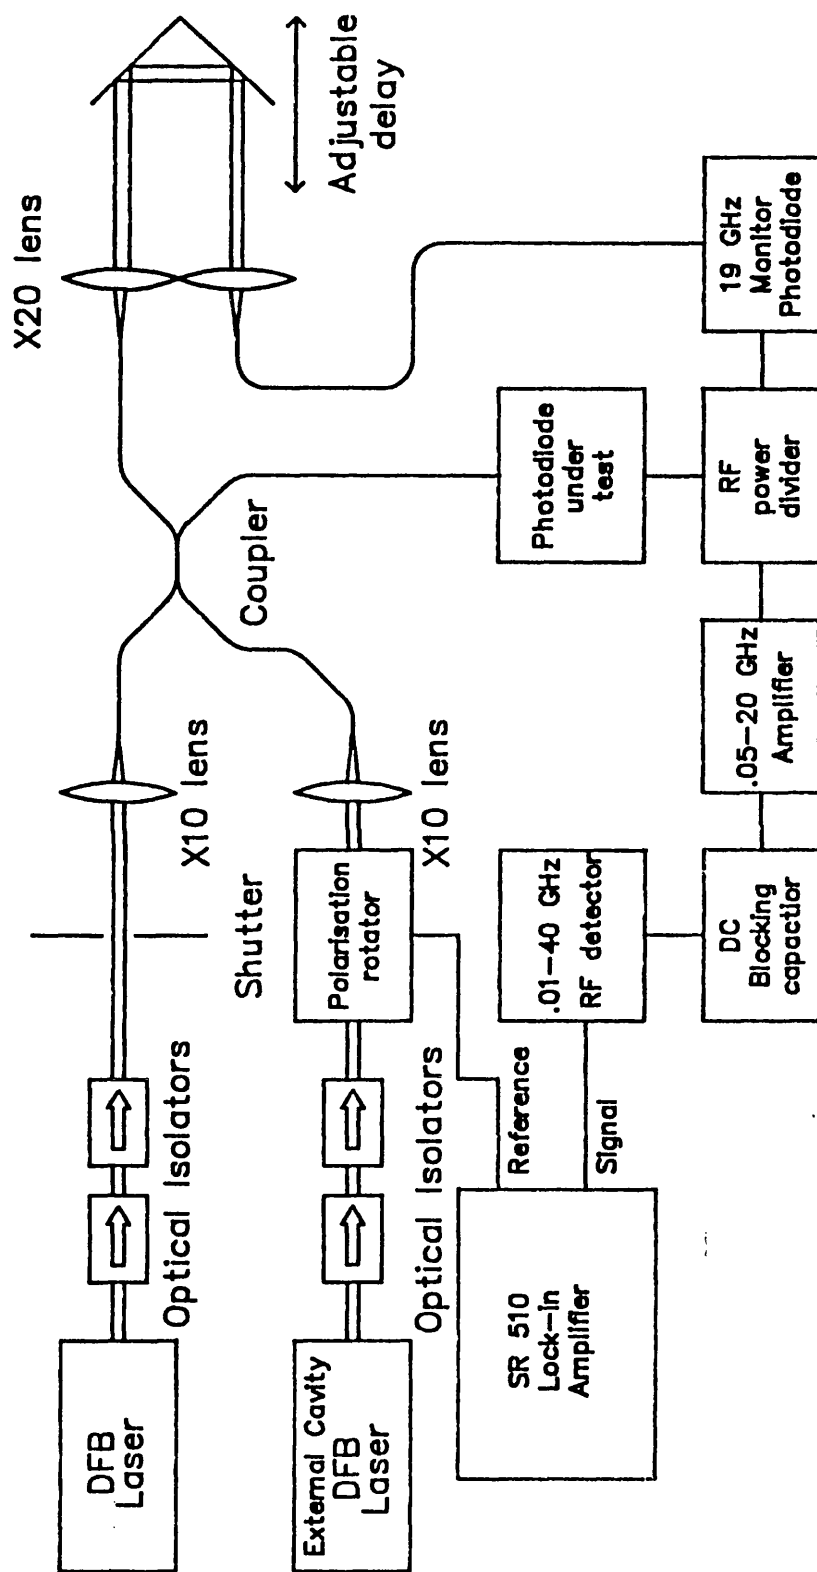 X20 lens
Adjustable
delay
Coupler
X10 lens
X10 lens
Shutter
Optical Isolators
Optical Isolators
DFB
Laser
External Cavity
DFB
Laser
Polarisation
rotator
Reference
Signal
SR 510
Lock-in
Amplifier
.01-40 GHz
RF detector
DC
Blocking
capactior
.05-20 GHz
Amplifier
RF
power
divider
Photodiode
under
test
19 GHz
Monitor
Photodiode